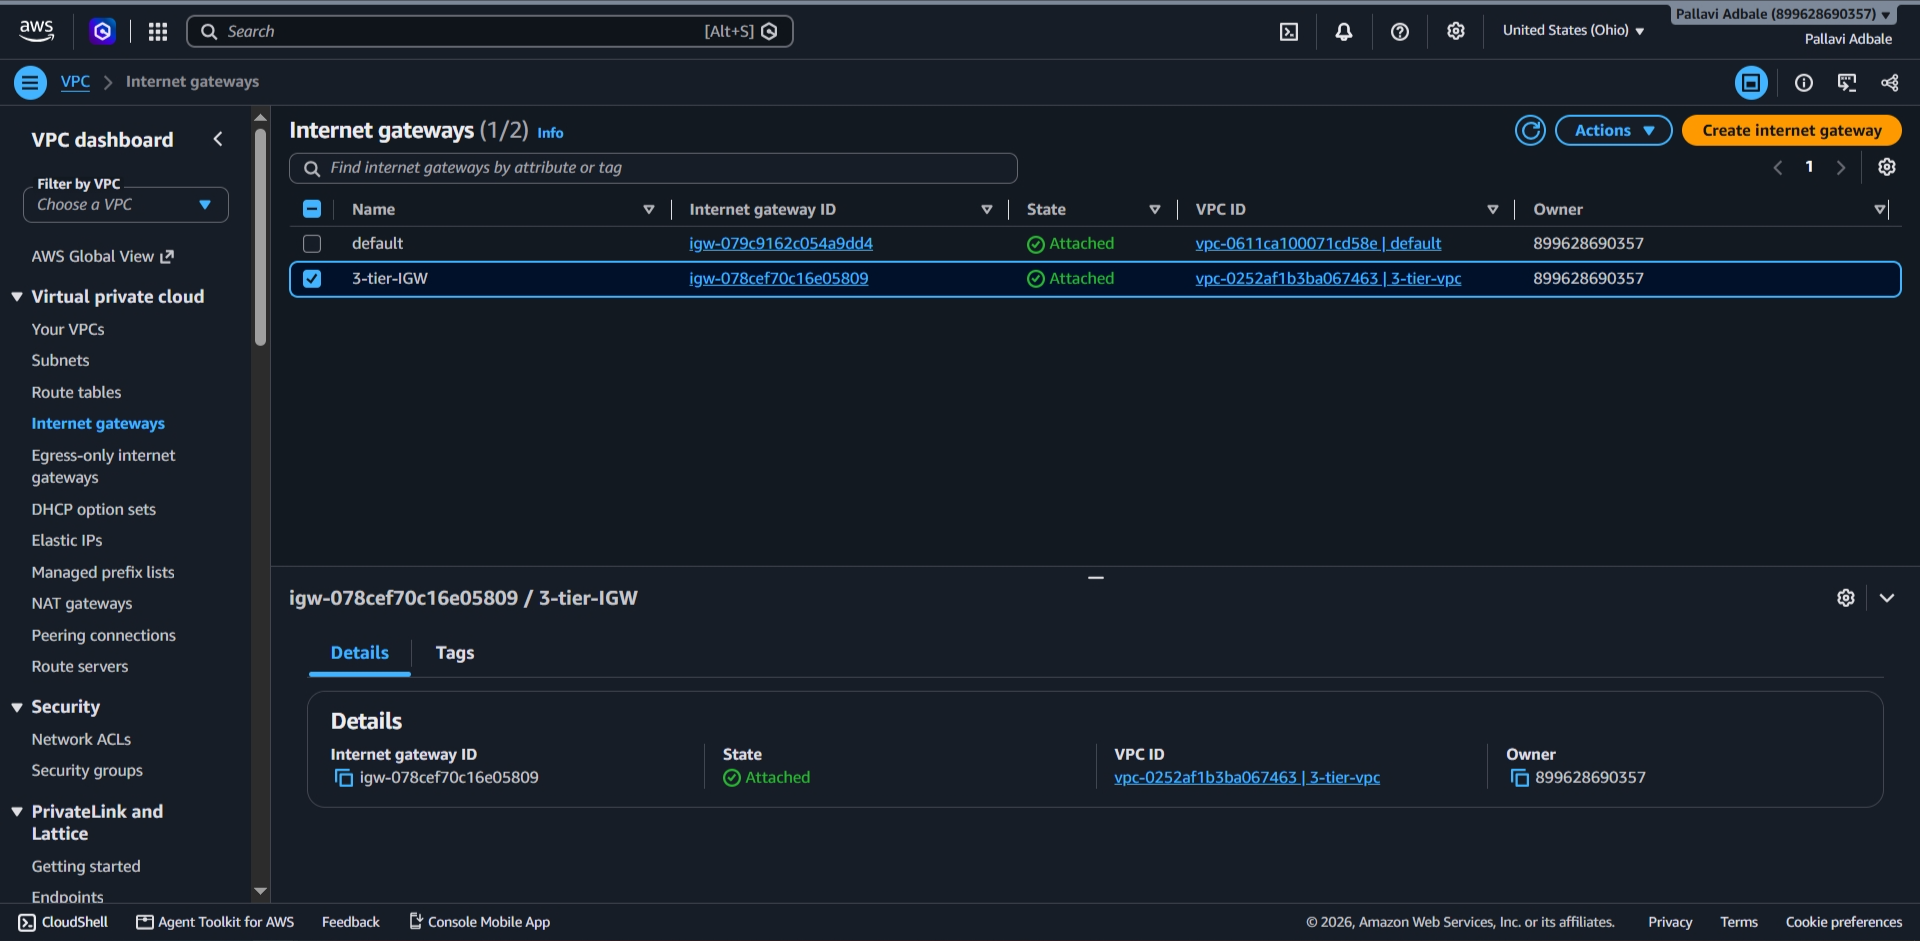 aws
Search
[Alt+S]
United States (Ohio)
Pallavi Adbale (899628690357)
Pallavi Adbale
VPC
Internet gateways
VPC dashboard
Filter by VPC
Choose a VPC
AWS Global View
Virtual private cloud
Your VPCs
Subnets
Route tables
Internet gateways
Egress-only internet
gateways
DHCP option sets
Elastic IPs
Managed prefix lists
NAT gateways
Peering connections
Route servers
Security
Network ACLs
Security groups
PrivateLink and
Lattice
Getting started
Endpoints
Internet gateways (1/2) Info
Actions
Create internet gateway
Find internet gateways by attribute or tag
1
Name Internet gateway ID State VPC ID Owner
default igw-079c9162c054a9dd4 Attached vpc-0611ca100071cd58e | default 899628690357
3-tier-IGW igw-078cef70c16e05809 Attached vpc-0252af1b3ba067463 | 3-tier-vpc 899628690357
igw-078cef70c16e05809 / 3-tier-IGW
Details Tags
Details
Internet gateway ID State VPC ID Owner
igw-078cef70c16e05809 Attached vpc-0252af1b3ba067463 | 3-tier-vpc 899628690357
CloudShell Agent Toolkit for AWS Feedback Console Mobile App © 2026, Amazon Web Services, Inc. or its affiliates. Privacy Terms Cookie preferences